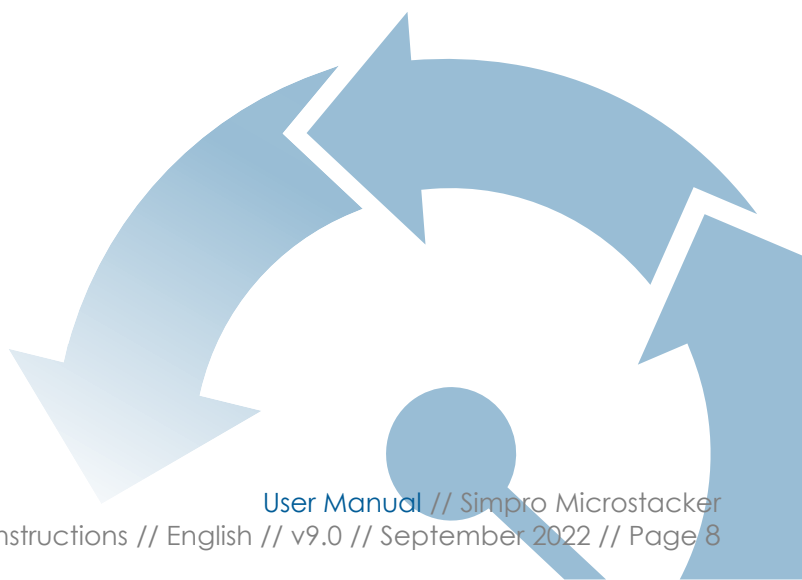 User Manual // Simpro Microstacker
nstructions // English // v9.0 // September 2022 // Page 8